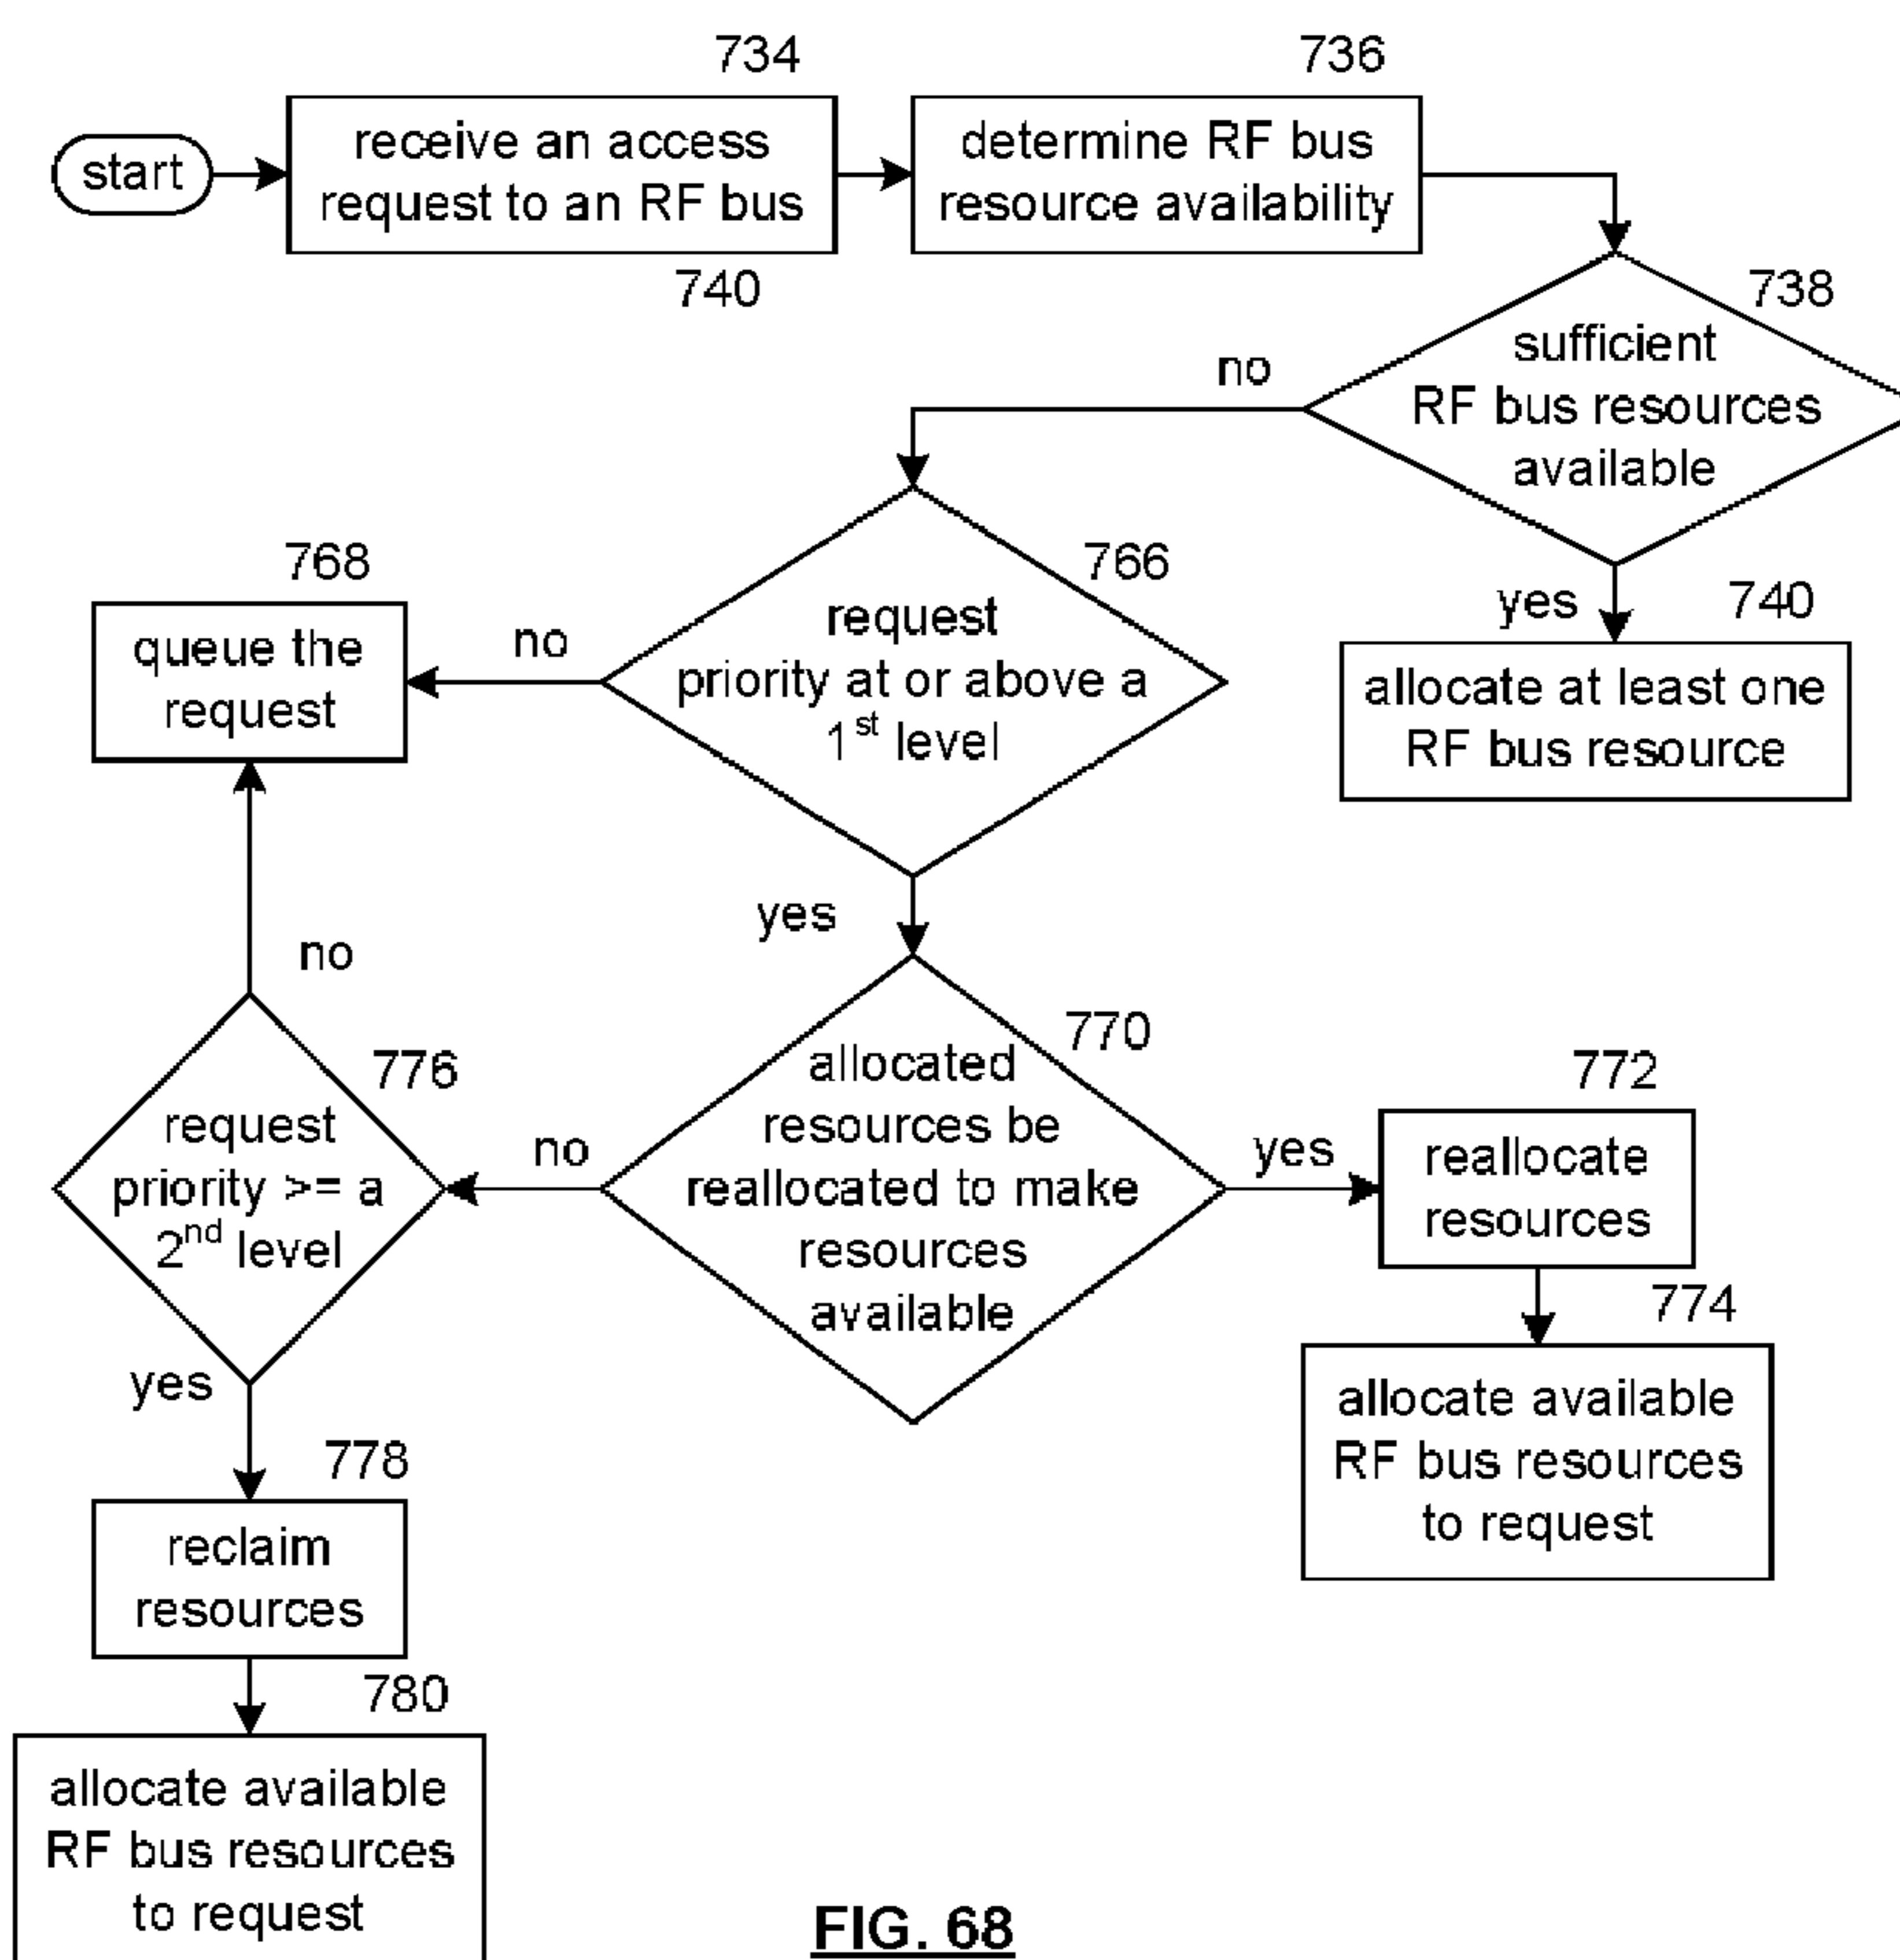 734
736
start
receive an access
request to an RF bus
determine RF bus
resource availability
740
738
sufficient
RF bus resources
available
no
768
766
yes
740
queue the
request
no
request
priority at or above a
1st level
allocate at least one
RF bus resource
yes
no
770
776
772
request
priority >= a
2nd level
no
allocated
resources be
reallocated to make
resources
available
yes
reallocate
resources
774
yes
allocate available
RF bus resources
to request
778
reclaim
resources
780
allocate available
RF bus resources
to request
FIG. 68